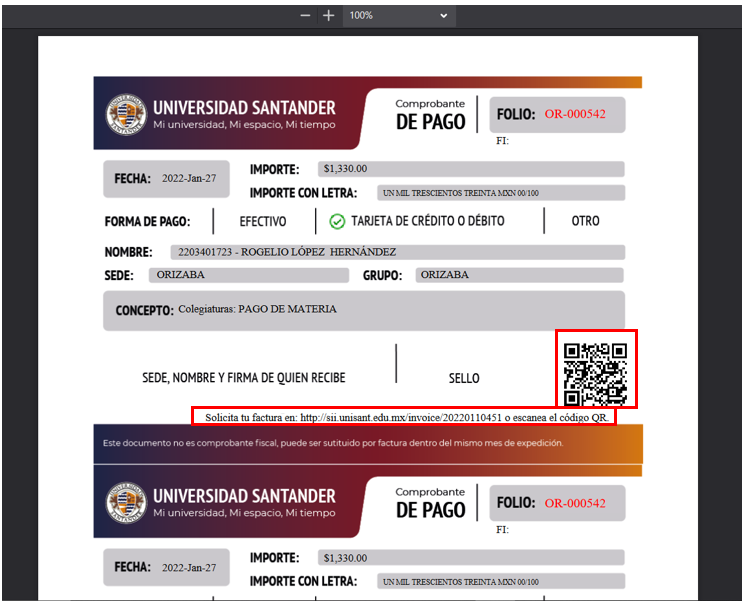 100%
UNIVERSIDAD SANTANDER
Mi universidad, Mi espacio, Mi tiempo
Comprobante
DE PAGO
FOLIO: OR-000542
FI:
FECHA: 2022-Jan-27
IMPORTE: $1,330.00
IMPORTE CON LETRA: UN MIL TRESCIENTOS TREINTA MXN 00/100
FORMA DE PAGO: EFECTIVO TARJETA DE CRÉDITO O DÉBITO OTRO
NOMBRE: 2203401723 - ROGELIO LÓPEZ HERNÁNDEZ
SEDE: ORIZABA GRUPO: ORIZABA
CONCEPTO: Colegiaturas: PAGO DE MATERIA
SEDE, NOMBRE Y FIRMA DE QUIEN RECIBE SELLO
Solicita tu factura en: http://sii.unisant.edu.mx/invoice/20220110451 o escanea el código QR.
Este documento no es comprobante fiscal, puede ser sutituido por factura dentro del mismo mes de expedición.
UNIVERSIDAD SANTANDER
Mi universidad, Mi espacio, Mi tiempo
Comprobante
DE PAGO
FOLIO: OR-000542
FI:
FECHA: 2022-Jan-27
IMPORTE: $1,330.00
IMPORTE CON LETRA: UN MIL TRESCIENTOS TREINTA MXN 00/100